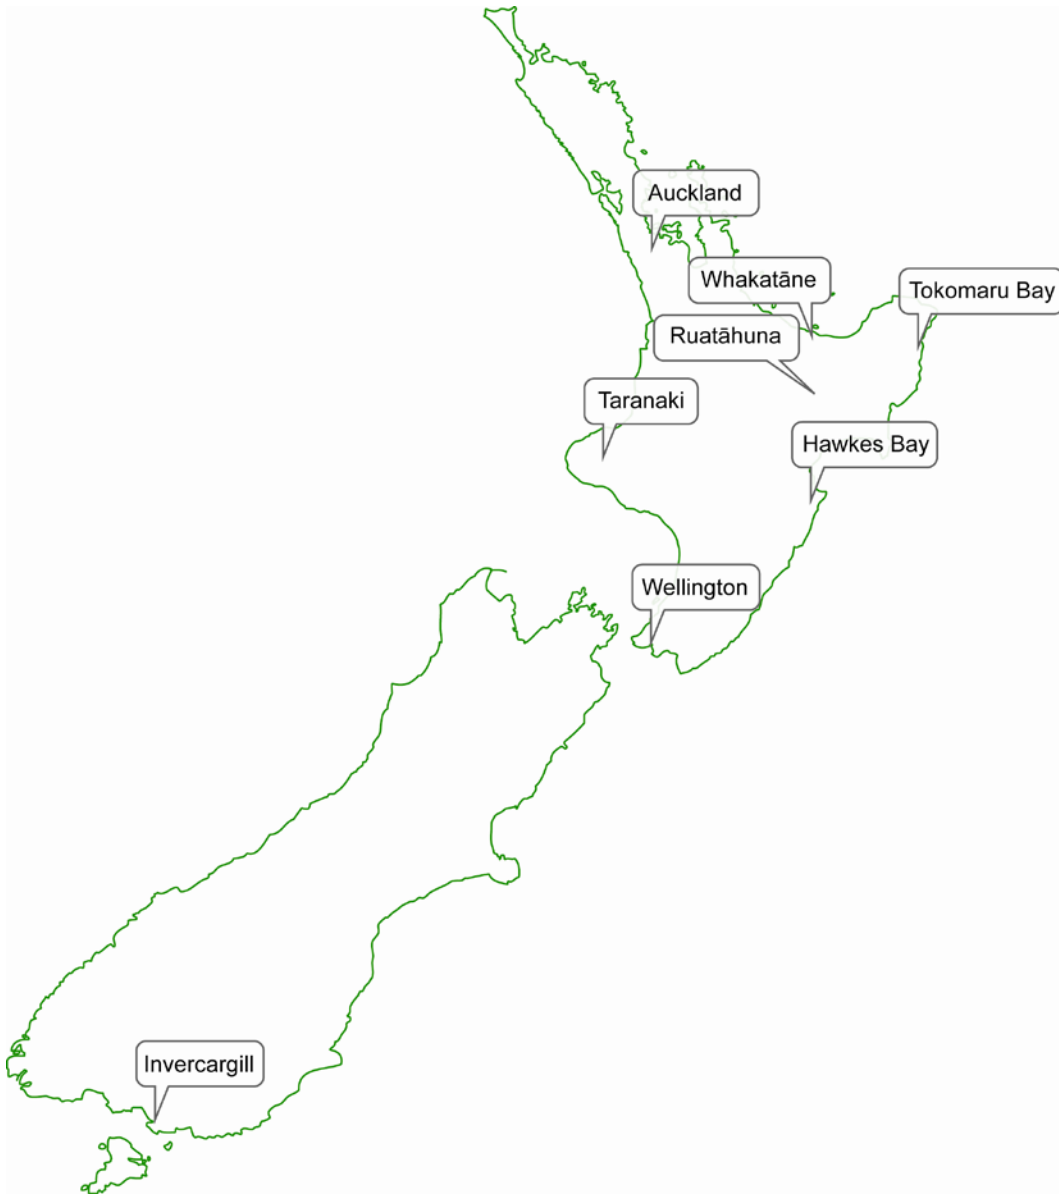 Auckland
Whakatāne
Tokomaru Bay
Ruatāhuna
Taranaki
Hawkes Bay
Wellington
Invercargill